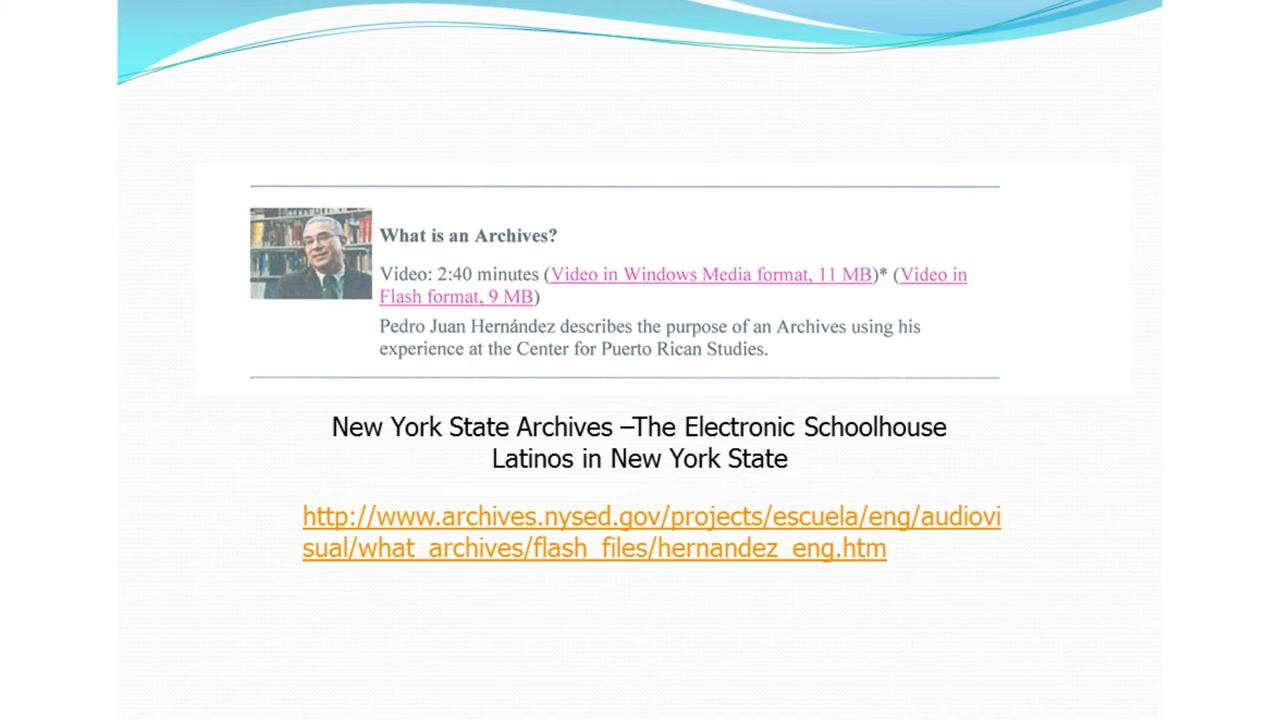 What is an Archives?
Video: 2:40 minutes (Video in Windows Media format, 11 MB)* (Video in
Flash format, 9 MB)
Pedro Juan Hernández describes the purpose of an Archives using his
experience at the Center for Puerto Rican Studies.
New York State Archives –The Electronic Schoolhouse
Latinos in New York State
http://www.archives.nysed.gov/projects/escuela/eng/audiovi
sual/what_archives/flash_files/hernandez_eng.htm